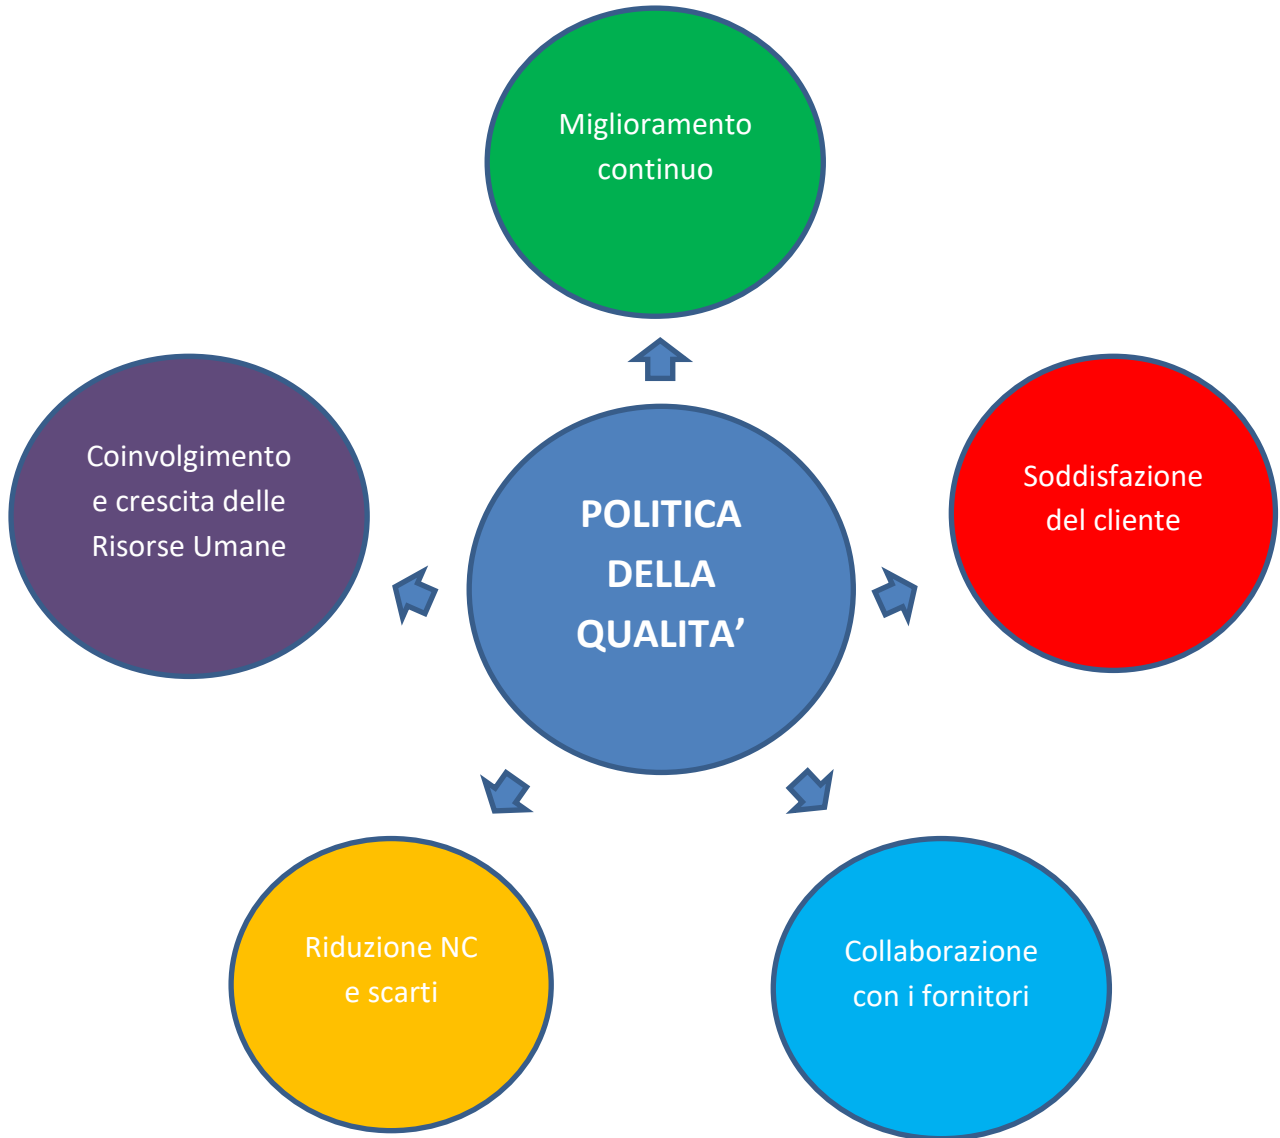 Miglioramento
continuo
Coinvolgimento
e crescita delle
Risorse Umane
Soddisfazione
del cliente
POLITICA
DELLA
QUALITA’
Riduzione NC
e scarti
Collaborazione
con i fornitori